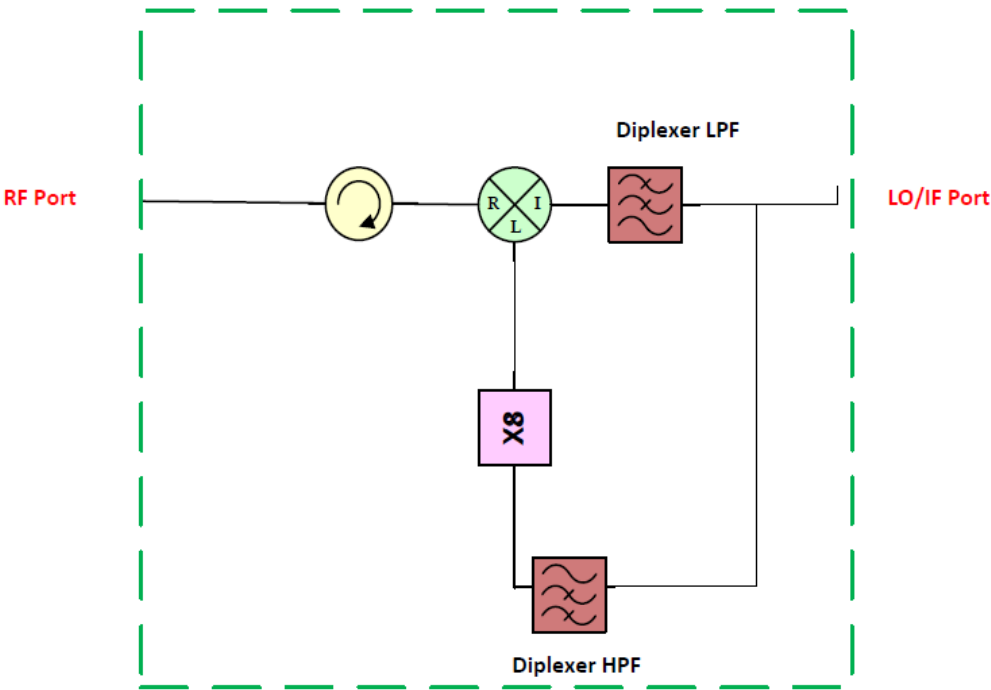 Diplexer LPF
RF Port
R
I
L
LO/IF Port
X8
Diplexer HPF